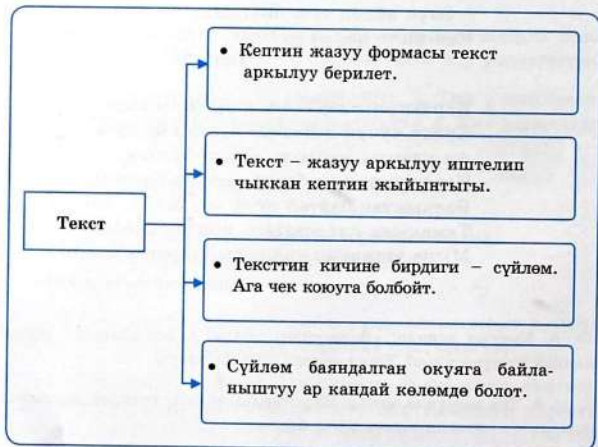 Текст
• Кептин жазуу формасы текст
аркылуу берилет.
• Текст – жазуу аркылуу иштелип
чыккан кептин жыйынтыгы.
• Тексттин кичине бирдиги – сүйлөм.
Ага чек коюуга болбойт.
• Сүйлөм баяндалган окуяга байла-
ныштуу ар кандай көлөмдө болот.